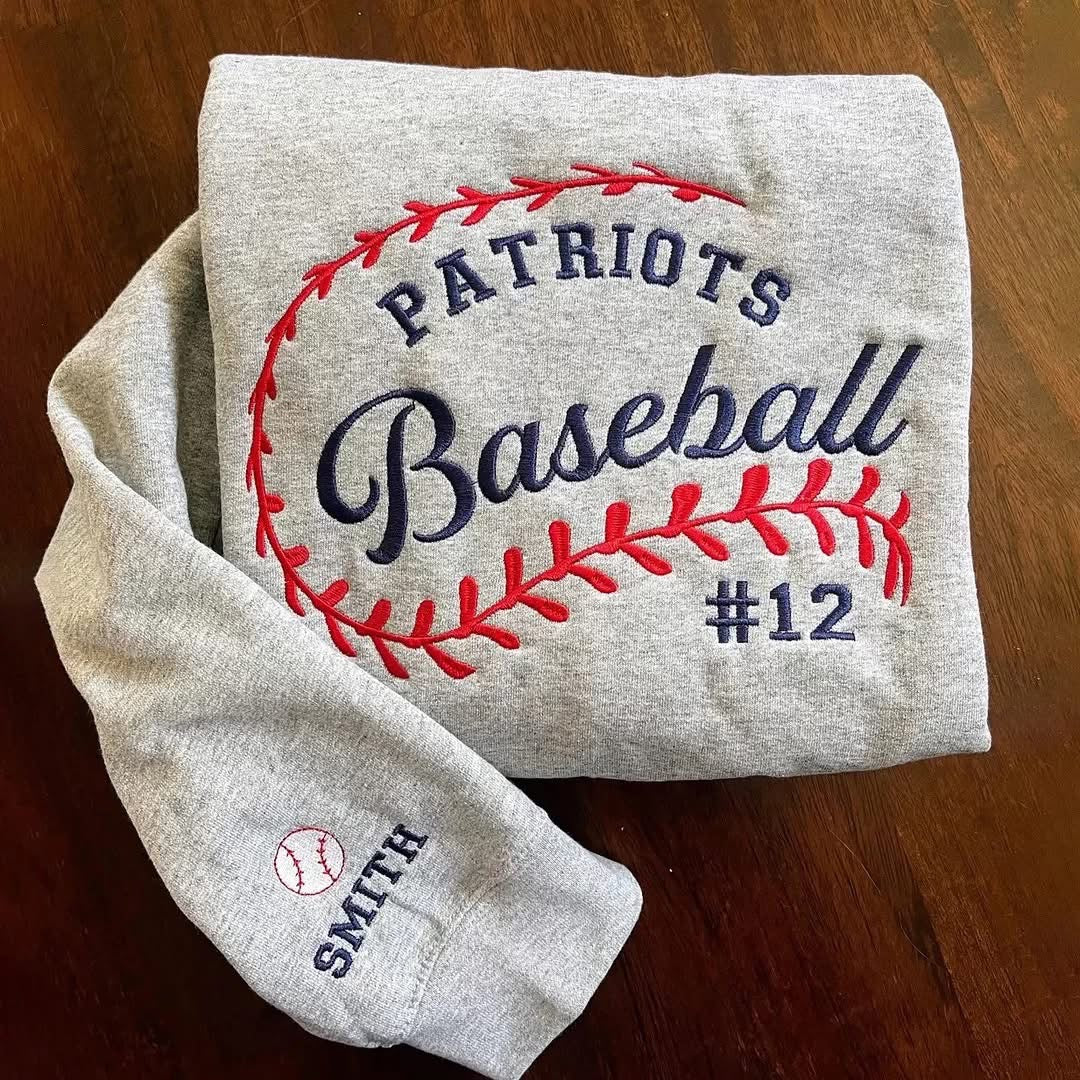 PATRIOTS
Baseball
#12
SMITH